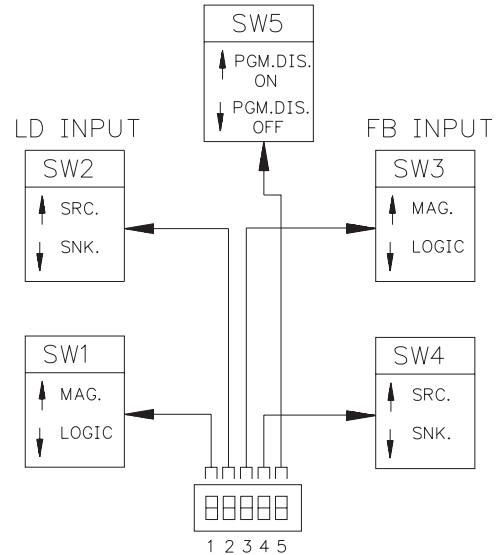 SW5
PGM.DIS.
ON
PGM.DIS.
OFF
LD INPUT
SW2
SRC.
SNK.
FB INPUT
SW3
MAG.
LOGIC
SW1
MAG.
LOGIC
SW4
SRC.
SNK.
1 2 3 4 5